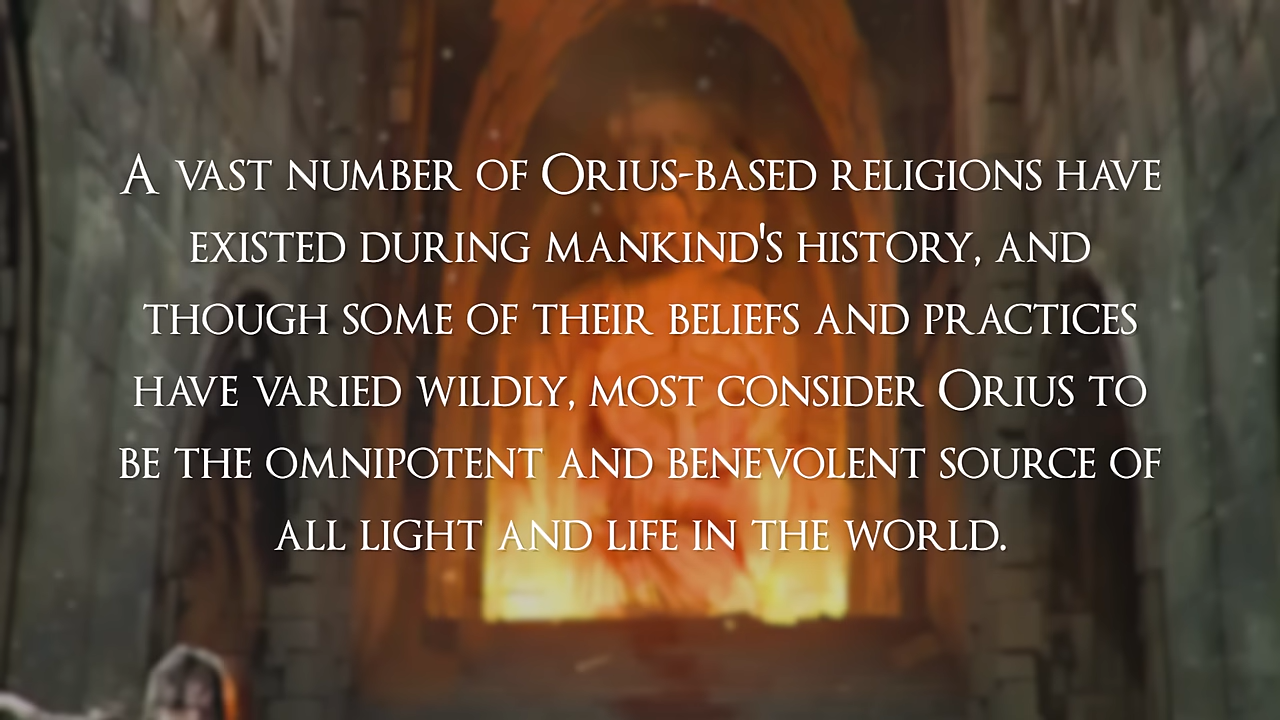 A vast number of Orius-based religions have
existed during mankind's history, and
though some of their beliefs and practices
have varied wildly, most consider Orius to
be the omnipotent and benevolent source of
all light and life in the world.